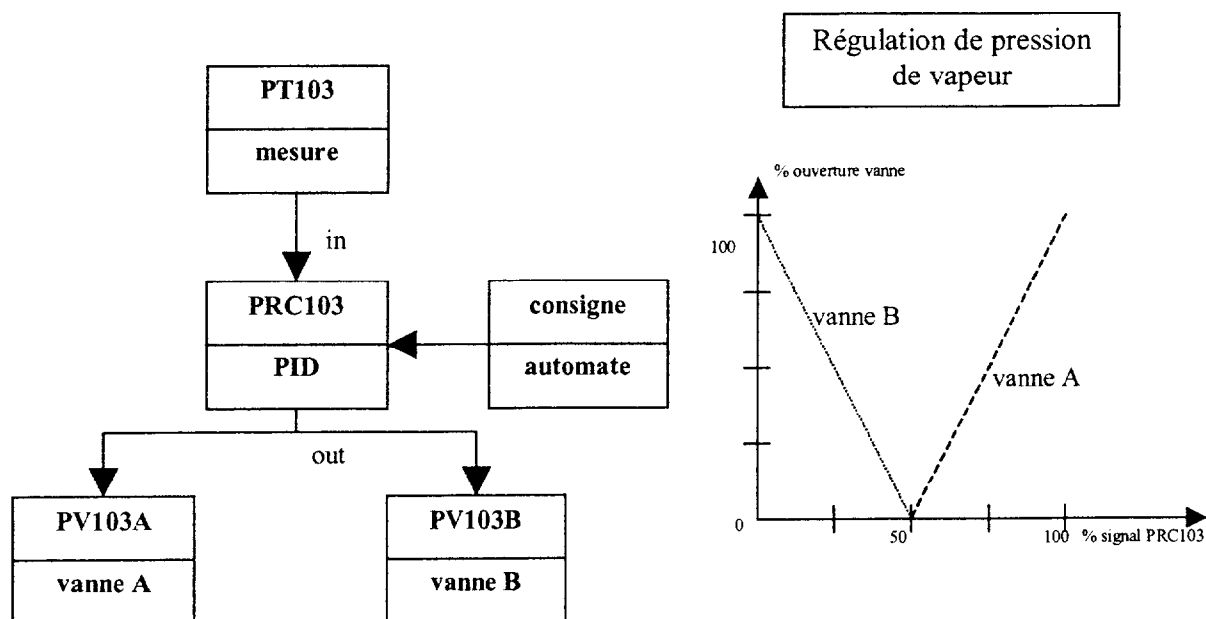 Régulation de pression
de vapeur
PT103
mesure
in
PRC103
PID
consigne
automate
out
PV103A
vanne A
PV103B
vanne B
% ouverture vanne
100
vanne B
vanne A
0
50
100
% signal PRC103